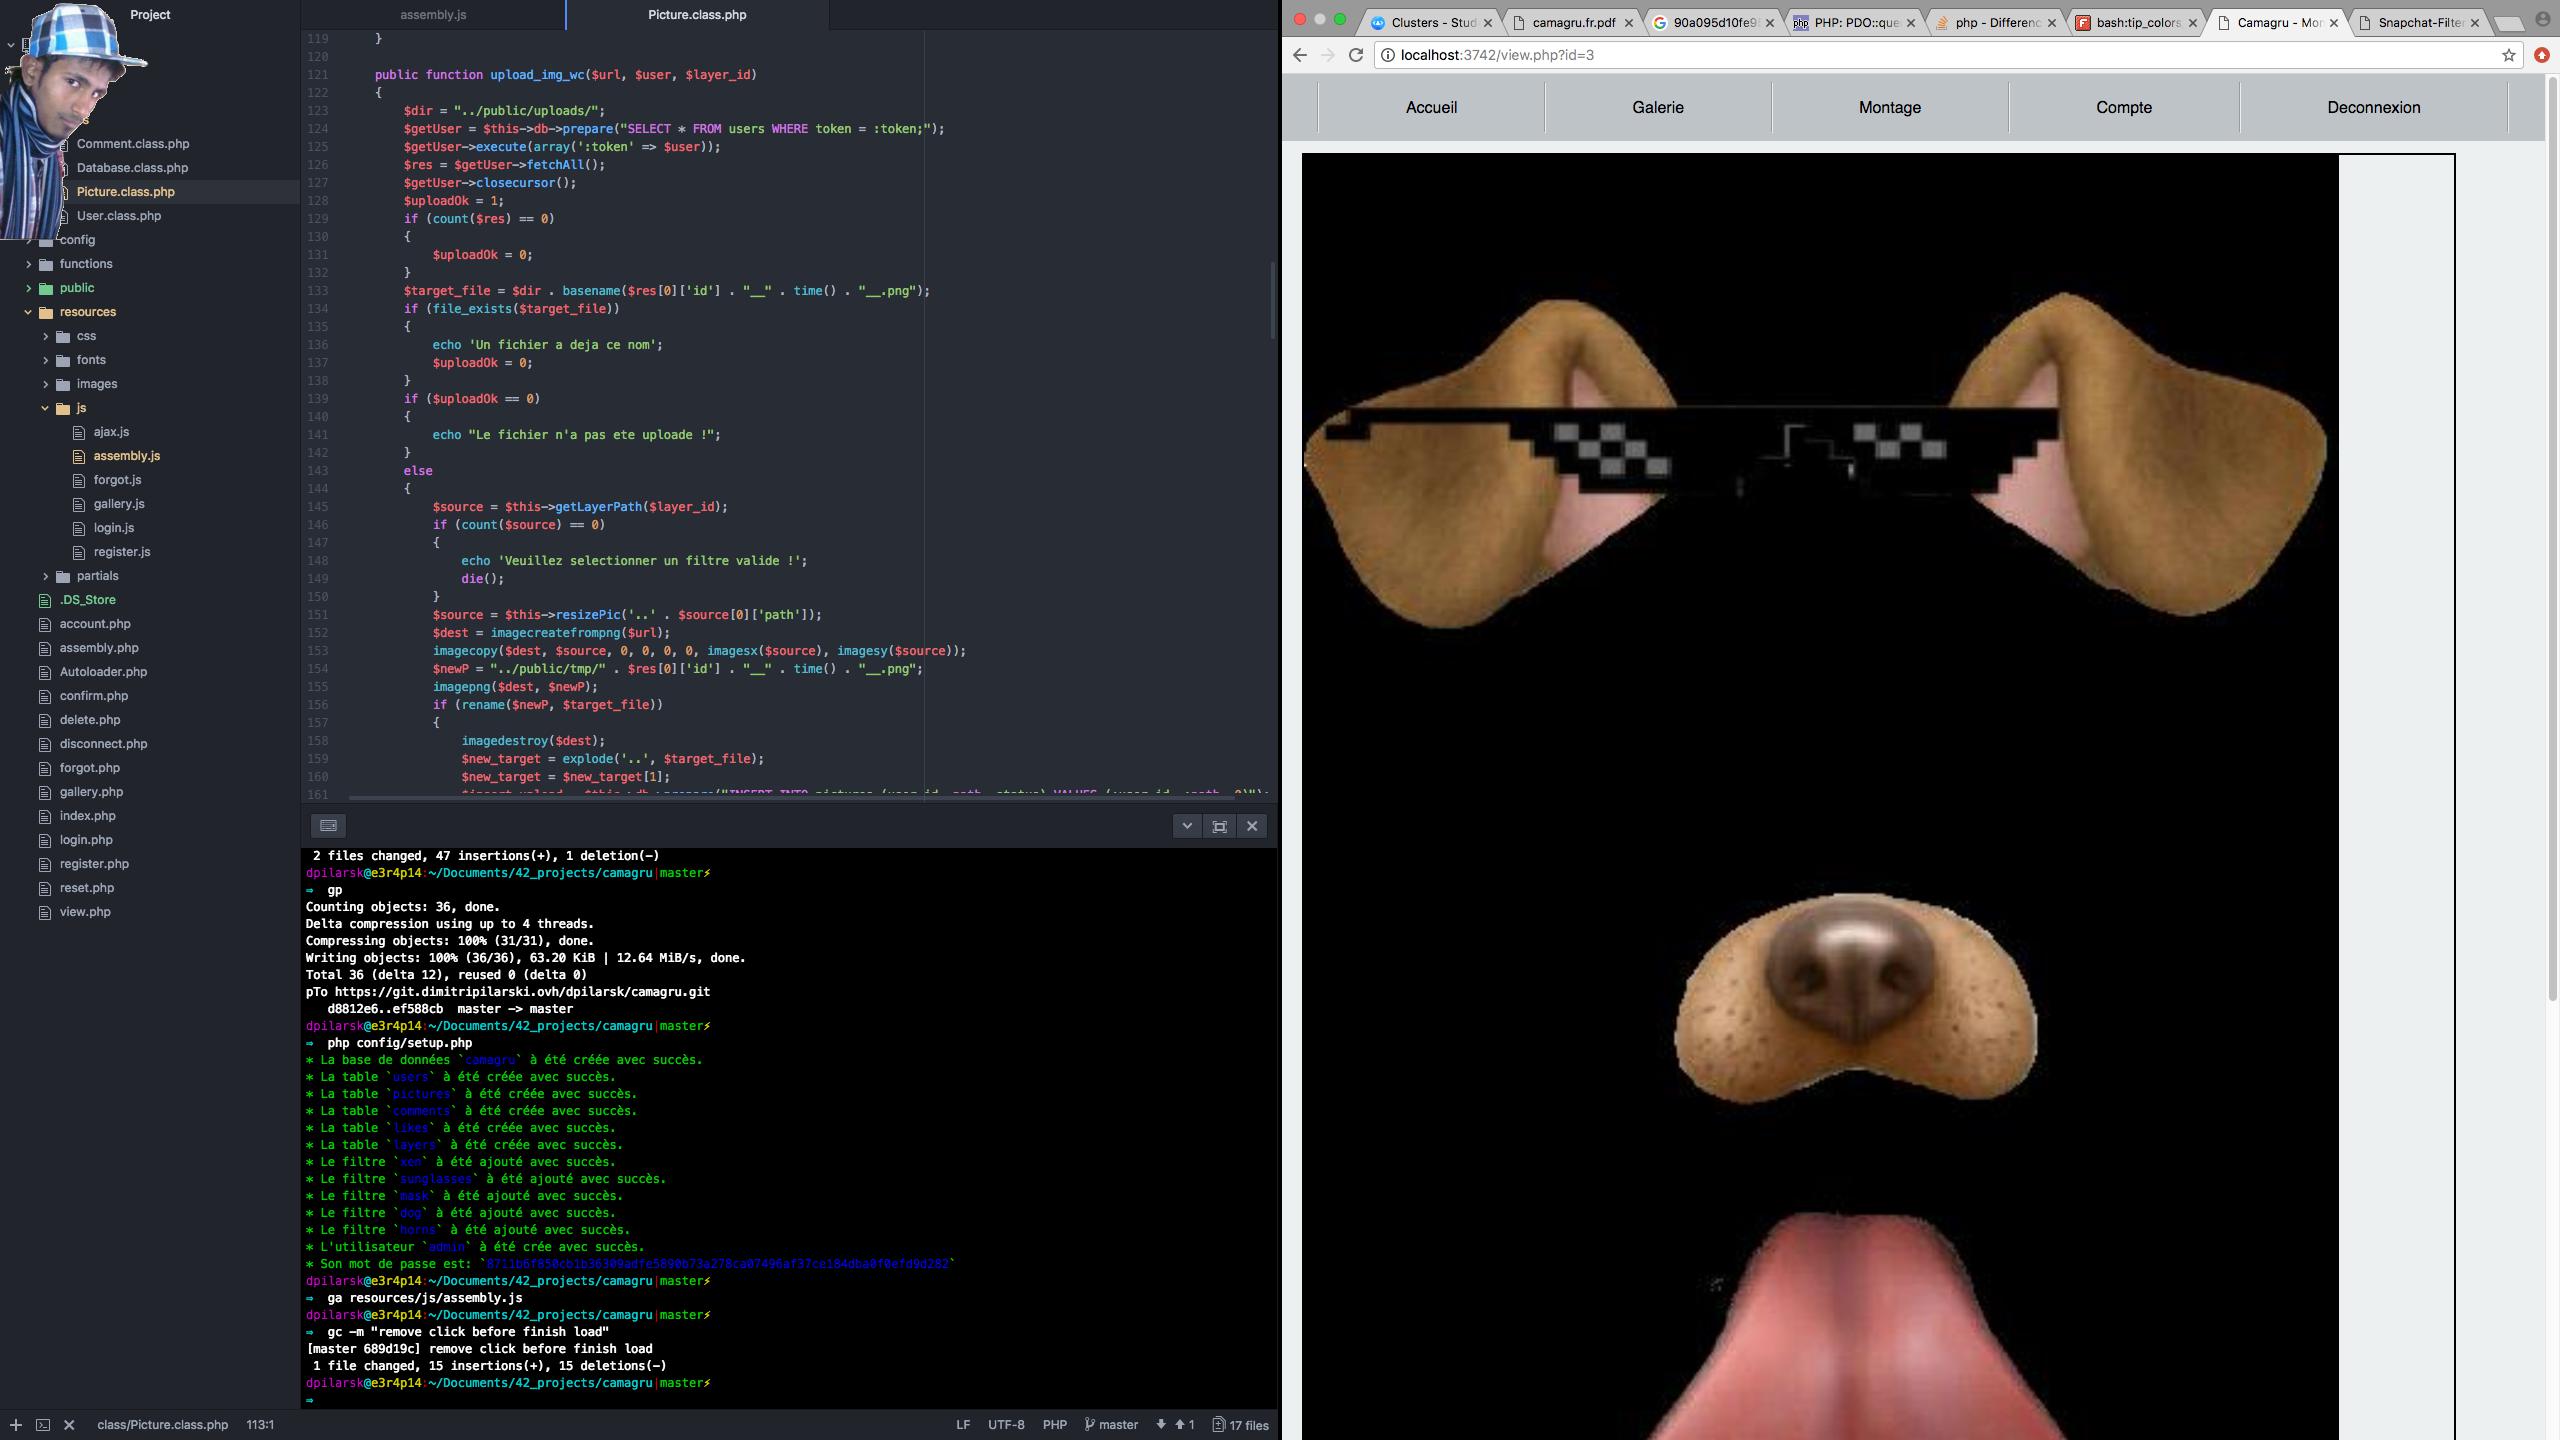 Project
s
Comment.class.php
Database.class.php
Picture.class.php
User.class.php
config
functions
public
resources
css
fonts
images
js
ajax.js
assembly.js
forgot.js
gallery.js
login.js
register.js
partials
.DS_Store
account.php
assembly.php
Autoloader.php
confirm.php
delete.php
disconnect.php
forgot.php
gallery.php
index.php
login.php
register.php
reset.php
view.php
assembly.js
Picture.class.php
119 }
120
121 public function upload_img_wc($url, $user, $layer_id)
122 {
123 $dir = "../public/uploads/";
124 $getUser = $this->db->prepare("SELECT * FROM users WHERE token = :token;");
125 $getUser->execute(array(':token' => $user));
126 $res = $getUser->fetchAll();
127 $getUser->closecursor();
128 $uploadOk = 1;
129 if (count($res) == 0)
130 {
131 $uploadOk = 0;
132 }
133 $target_file = $dir . basename($res[0]['id'] . "__" . time() . "__.png");
134 if (file_exists($target_file))
135 {
136 echo 'Un fichier a deja ce nom';
137 $uploadOk = 0;
138 }
139 if ($uploadOk == 0)
140 {
141 echo "Le fichier n'a pas ete uploade !";
142 }
143 else
144 {
145 $source = $this->getLayerPath($layer_id);
146 if (count($source) == 0)
147 {
148 echo 'Veuillez selectionner un filtre valide !';
149 die();
150 }
151 $source = $this->resizePic('..' . $source[0]['path']);
152 $dest = imagecreatefrompng($url);
153 imagecopy($dest, $source, 0, 0, 0, 0, imagesx($source), imagesy($source));
154 $newP = "../public/tmp/" . $res[0]['id'] . "__" . time() . "__.png";
155 imagepng($dest, $newP);
156 if (rename($newP, $target_file))
157 {
158 imagedestroy($dest);
159 $new_target = explode('..', $target_file);
160 $new_target = $new_target[1];
161
2 files changed, 47 insertions(+), 1 deletion(-)
dpilarsk@e3r4p14:~/Documents/42_projects/camagru|master⚡
⇒ gp
Counting objects: 36, done.
Delta compression using up to 4 threads.
Compressing objects: 100% (31/31), done.
Writing objects: 100% (36/36), 63.20 KiB | 12.64 MiB/s, done.
Total 36 (delta 12), reused 0 (delta 0)
pTo https://git.dimitripilarski.ovh/dpilarsk/camagru.git
d8812e6..ef588cb master -> master
dpilarsk@e3r4p14:~/Documents/42_projects/camagru|master⚡
⇒ php config/setup.php
* La base de données `camagru` à été créée avec succès.
* La table `users` à été créée avec succès.
* La table `pictures` à été créée avec succès.
* La table `comments` à été créée avec succès.
* La table `likes` à été créée avec succès.
* La table `layers` à été créée avec succès.
* Le filtre `xen` à été ajouté avec succès.
* Le filtre `sunglasses` à été ajouté avec succès.
* Le filtre `mask` à été ajouté avec succès.
* Le filtre `dog` à été ajouté avec succès.
* Le filtre `horns` à été ajouté avec succès.
* L'utilisateur `admin` à été crée avec succès.
* Son mot de passe est:
dpilarsk@e3r4p14:~/Documents/42_projects/camagru|master⚡
⇒ ga resources/js/assembly.js
dpilarsk@e3r4p14:~/Documents/42_projects/camagru|master⚡
⇒ gc -m "remove click before finish load"
[master 689d19c] remove click before finish load
1 file changed, 15 insertions(+), 15 deletions(-)
dpilarsk@e3r4p14:~/Documents/42_projects/camagru|master⚡
⇒
class/Picture.class.php 113:1 LF UTF-8 PHP master 1 17 files
Clusters - Stud camagru.fr.pdf 90a095d10fe9 PHP: PDO::que php - Differenc bash:tip_colors Camagru - Mon Snapchat-Filte
localhost:3742/view.php?id=3
Accueil Galerie Montage Compte Deconnexion